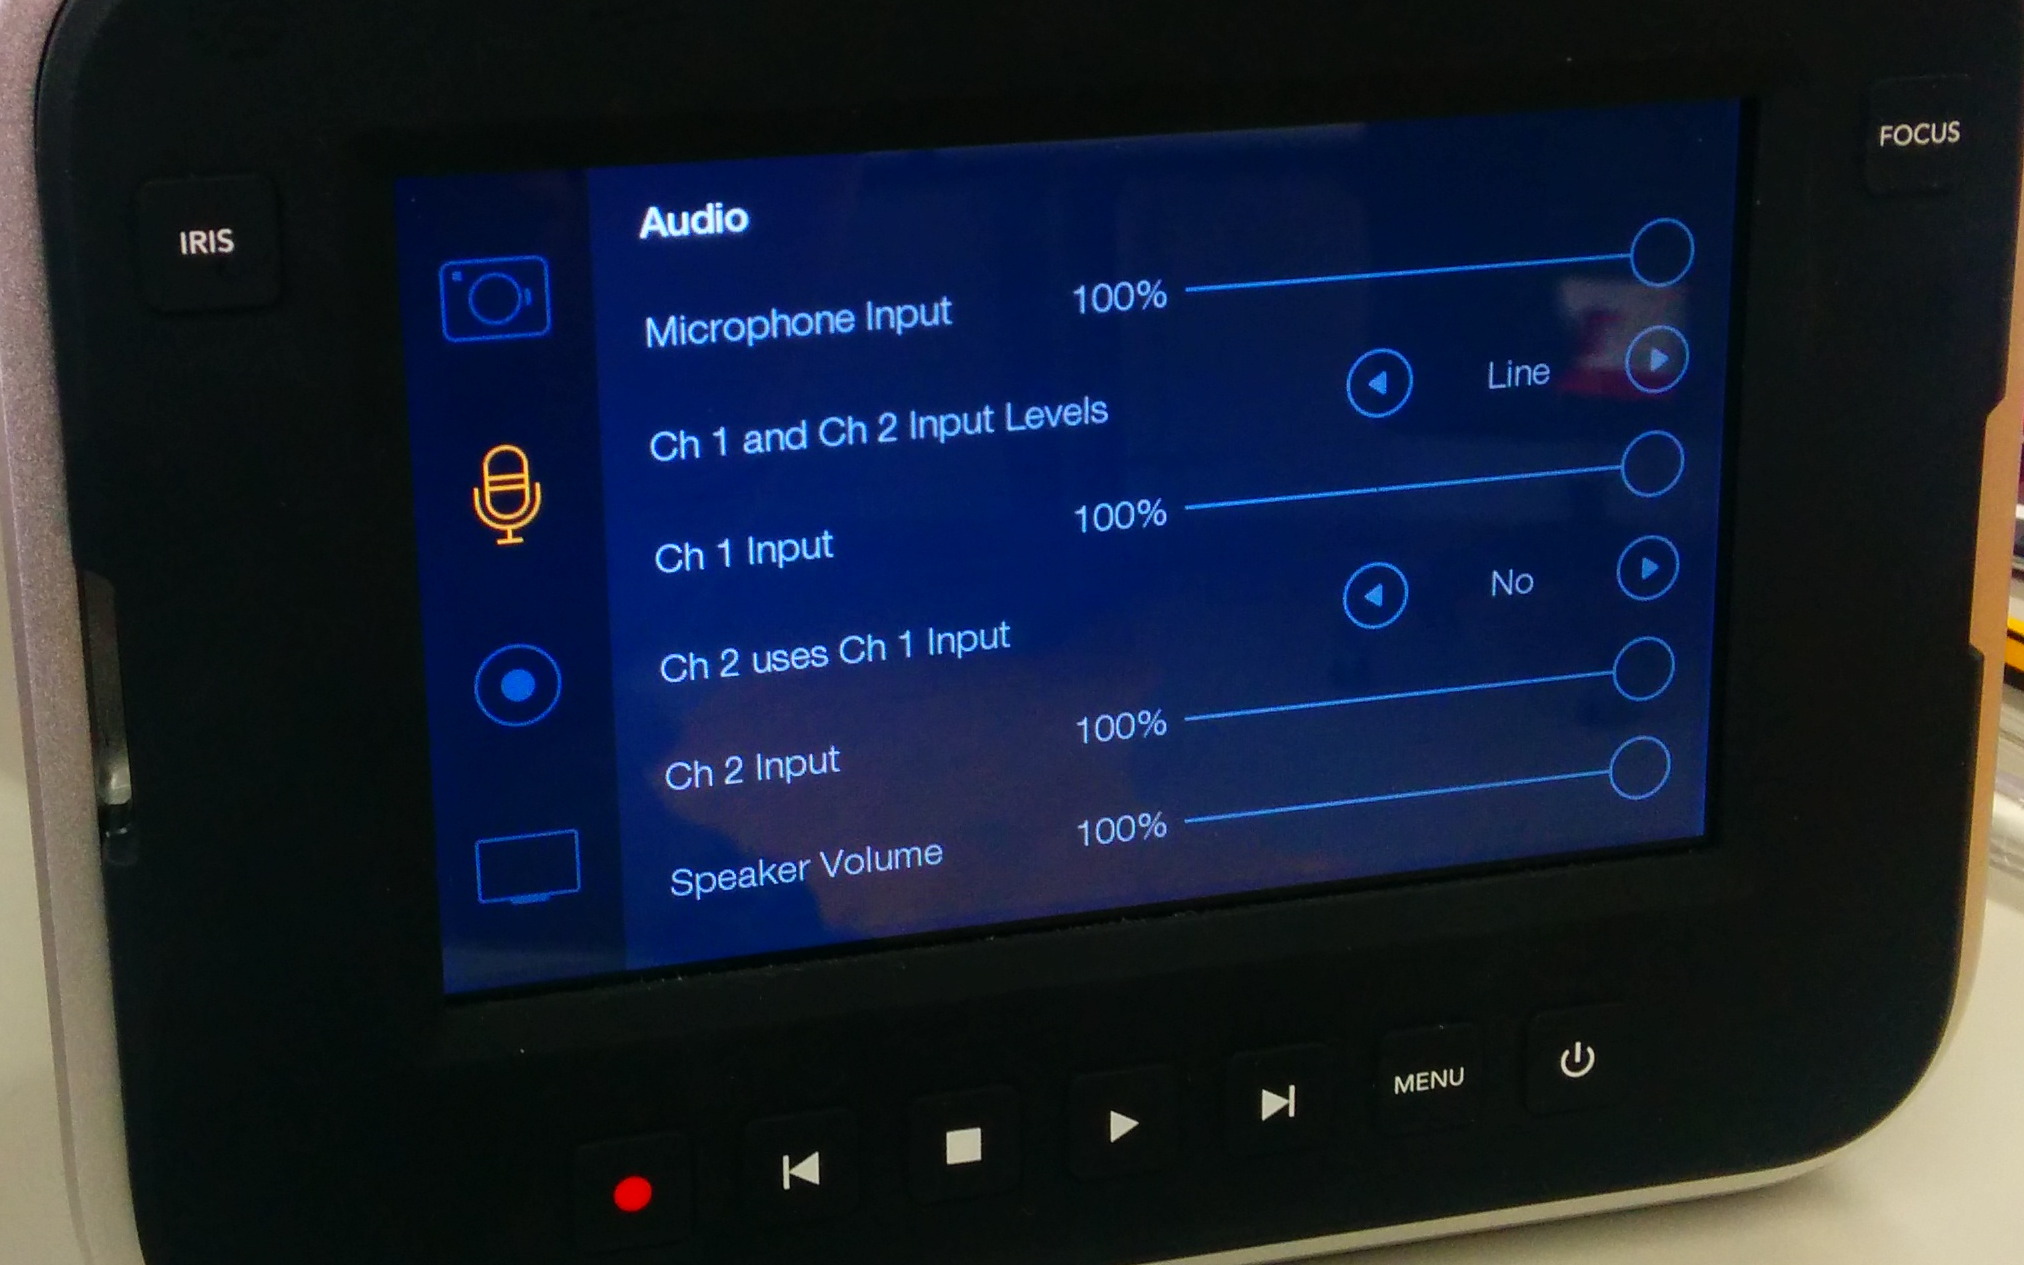 FOCUS
IRIS
Audio
Microphone Input 100%
Ch 1 and Ch 2 Input Levels Line
Ch 1 Input 100%
Ch 2 uses Ch 1 Input No
Ch 2 Input 100%
Speaker Volume 100%
MENU